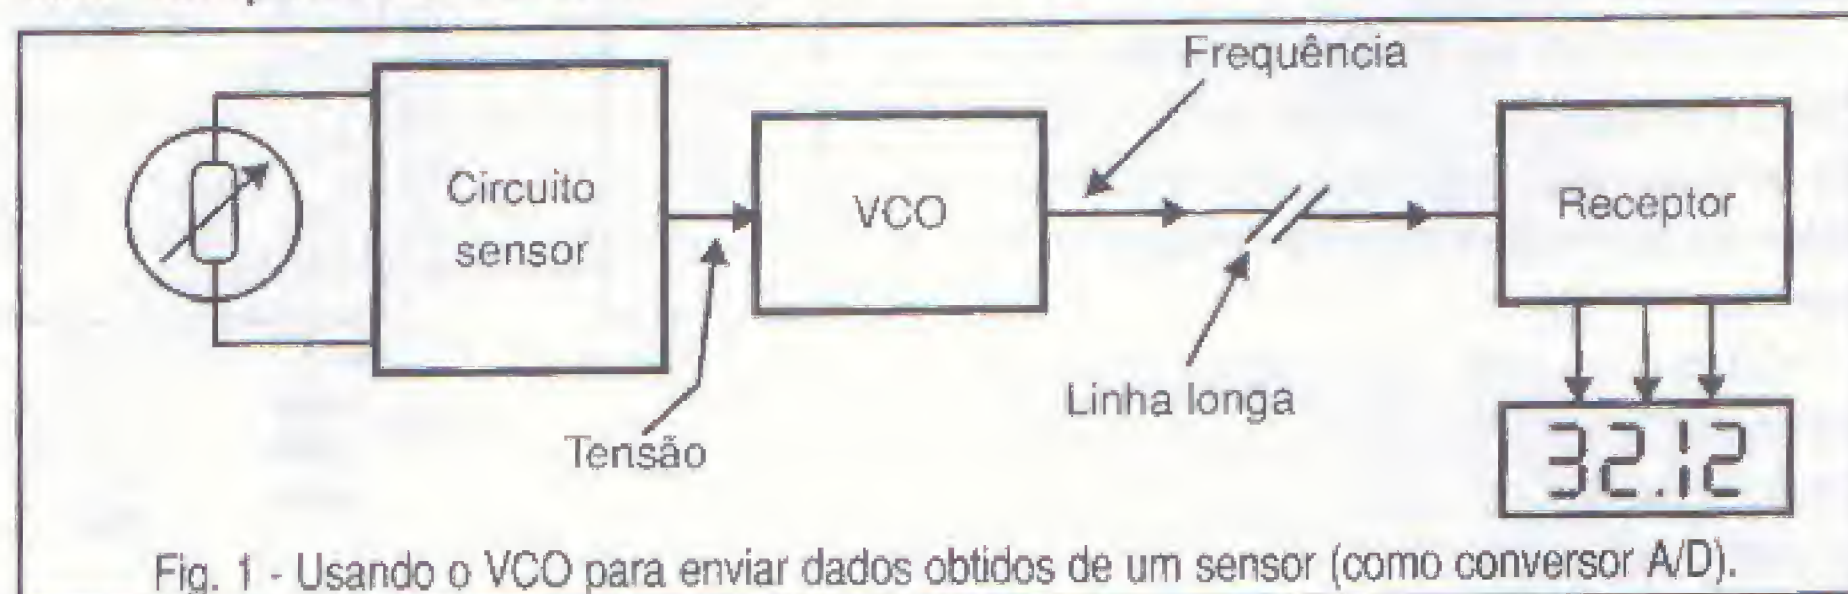 Frequência
Circuito
sensor
VCO
Receptor
Linha longa
Tensão
32.12
Fig. 1 - Usando o VCO para enviar dados obtidos de um sensor (como conversor A/D).